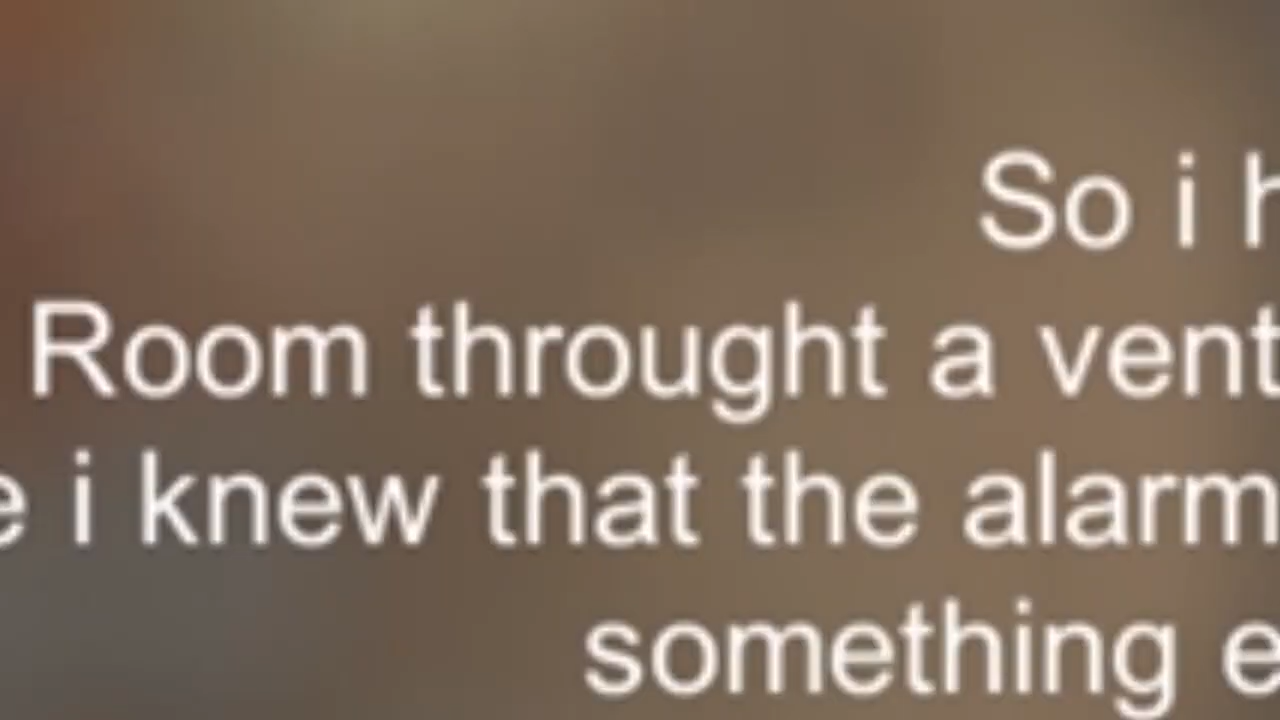 So i h
Room throught a vent
e i knew that the alarm
something e